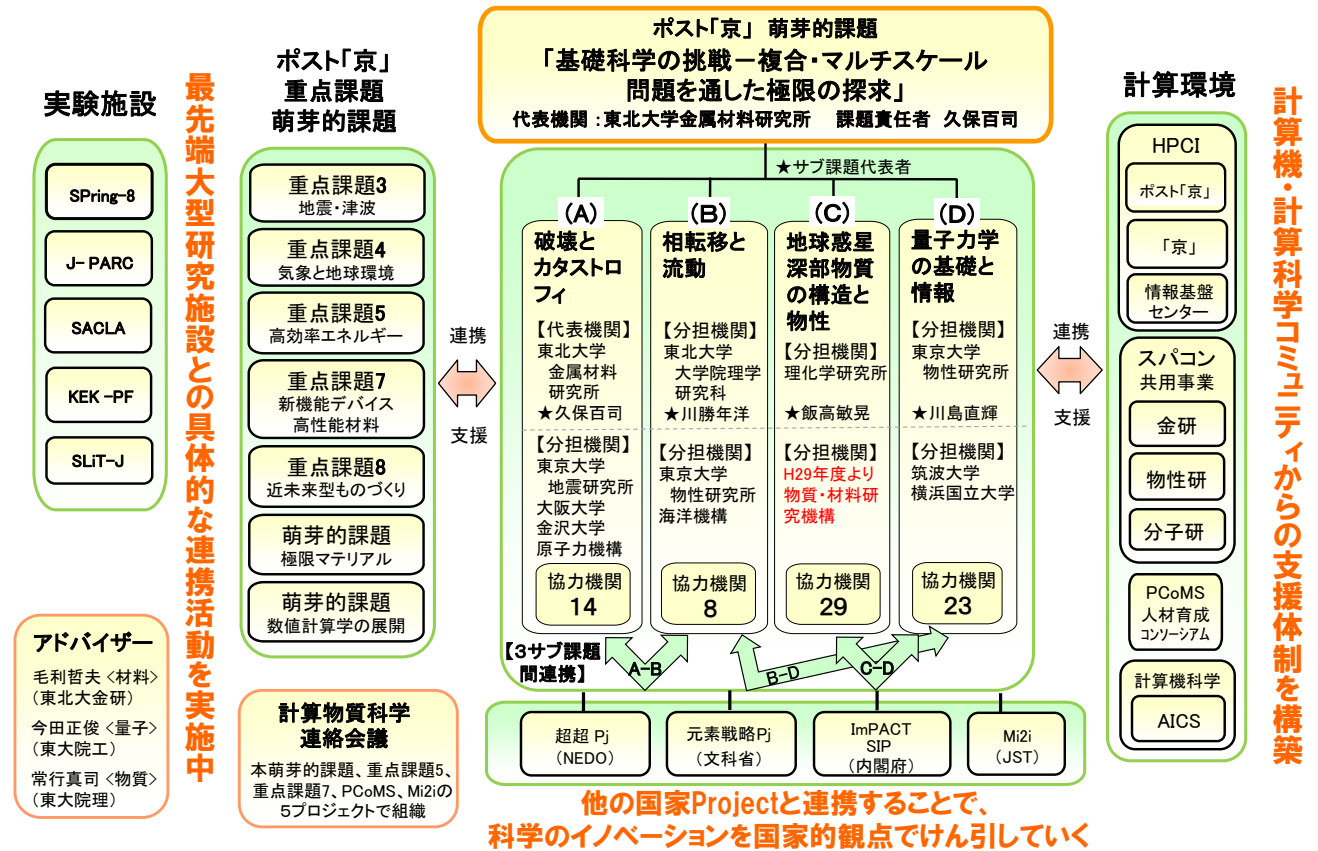 ポスト「京」 萌芽的課題
「基礎科学の挑戦－複合・マルチスケール
問題を通した極限の探求」
代表機関：東北大学金属材料研究所　課題責任者 久保百司
実験施設
SPring-8
J-PARC
SACLA
KEK-PF
SLiT-J
最先端大型研究施設との具体的な連携活動を実施中
アドバイザー
毛利哲夫＜材料＞
(東北大金研)
今田正俊＜量子＞
(東大院工)
常行真司＜物質＞
(東大院理)
ポスト「京」
重点課題
萌芽的課題
重点課題3
地震・津波
重点課題4
気象と地球環境
重点課題5
高効率エネルギー
重点課題7
新機能デバイス
高性能材料
重点課題8
近未来型ものづくり
萌芽的課題
極限マテリアル
萌芽的課題
数値計算学の展開
計算物質科学
連絡会議
本萌芽的課題、重点課題5、
重点課題7、PCoMS、Mi2iの
5プロジェクトで組織
連携
支援
★サブ課題代表者
(A)
破壊と
カタストロ
フィ
【代表機関】
東北大学
金属材料
研究所
★久保百司
【分担機関】
東京大学
地震研究所
大阪大学
金沢大学
原子力機構
協力機関
14
(B)
相転移と
流動
【分担機関】
東北大学
大学院理学
研究科
★川勝年洋
【分担機関】
東京大学
物性研究所
海洋機構
協力機関
8
(C)
地球惑星
深部物質
の構造と
物性
【分担機関】
理化学研究所
★飯高敏晃
【分担機関】
H29年度より
物質・材料研
究機構
協力機関
29
(D)
量子力学
の基礎と
情報
【分担機関】
東京大学
物性研究所
★川島直輝
【分担機関】
筑波大学
横浜国立大学
協力機関
23
【3サブ課題
間連携】
A-B
B-D
C-D
超超 Pj
(NEDO)
元素戦略Pj
(文科省)
ImPACT
SIP
(内閣府)
Mi2i
(JST)
他の国家Projectと連携することで、
科学のイノベーションを国家的観点でけん引していく
連携
支援
計算環境
HPCI
ポスト「京」
「京」
情報基盤
センター
スパコン
共用事業
金研
物性研
分子研
PCoMS
人材育成
コンソーシアム
計算機科学
AICS
計算機・計算科学コミュニティからの支援体制を構築